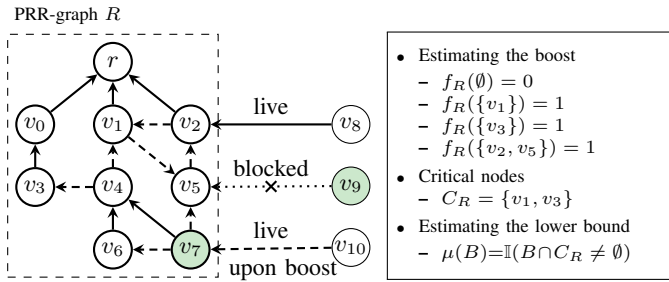 PRR-graph R
r
v₀
v₁
v₂
live
v₈
v₃
v₄
v₅
blocked
v₉
v₆
v₇
live
upon boost
v₁₀
• Estimating the boost
– f_R(∅) = 0
– f_R({v₁}) = 1
– f_R({v₃}) = 1
– f_R({v₂, v₅}) = 1
• Critical nodes
– C_R = {v₁, v₃}
• Estimating the lower bound
– μ(B)=𝕀(B∩C_R ≠ ∅)